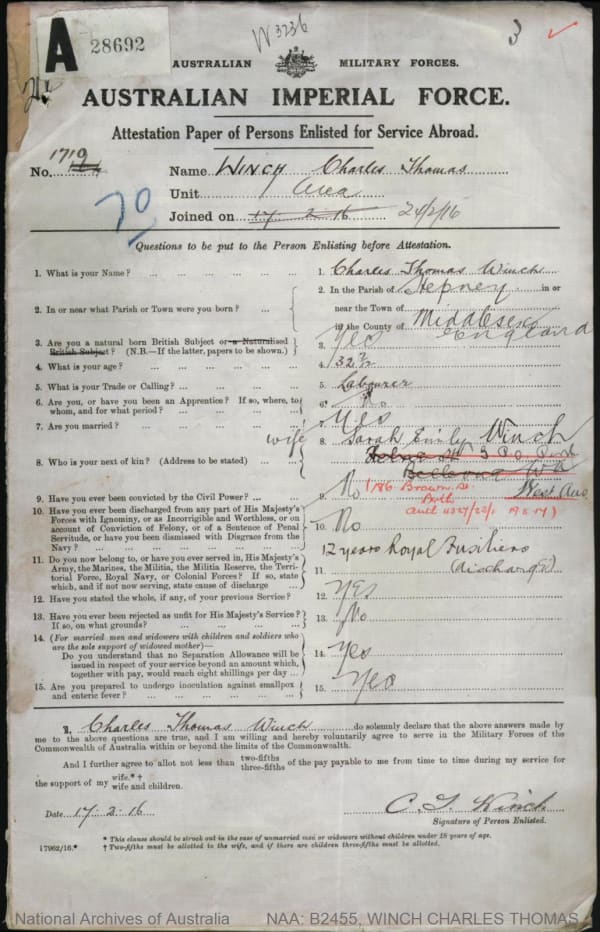 A 28692
W 3236
3
AUSTRALIAN MILITARY FORCES.
AUSTRALIAN IMPERIAL FORCE.
Attestation Paper of Persons Enlisted for Service Abroad.
No. 1719 Name WINCH Charles Thomas
Unit Area
70 Joined on 17 2 16 24/2/16
Questions to be put to the Person Enlisting before Attestation.
1. What is your Name? ... ... ... ... ... 1. Charles Thomas Winch
2. In or near what Parish or Town were you born? ... 2. In the Parish of Stepney in or
near the Town of
in the County of Middlesex
England
3. Are you a natural born British Subject or a Naturalised
British Subject? (N.B.—If the latter, papers to be shown.) 3. Yes
4. What is your age? ... ... ... ... ... 4. 32
5. What is your Trade or Calling? ... ... ... ... 5. Labourer
6. Are you, or have you been an Apprentice? If so, where, to
whom, and for what period? ... ... ... ... 6. No
7. Are you married? ... ... ... ... ... Yes
8. Who is your next of kin? (Address to be stated) ... ... wife 8. Sarah Emily Winch
West Aus
186 Brown St
Perth
9. Have you ever been convicted by the Civil Power? ... 9. No
10. Have you ever been discharged from any part of His Majesty's
Forces with Ignominy, or as Incorrigible and Worthless, or on
account of Conviction of Felony, or of a Sentence of Penal
Servitude, or have you been dismissed with Disgrace from the
Navy? ... ... ... ... ... 10. No
11. Do you now belong to, or have you ever served in, His Majesty's
Army, the Marines, the Militia, the Militia Reserve, the Terri-
torial Force, Royal Navy, or Colonial Forces? If so, state
which, and if not now serving, state cause of discharge ... 11. 12 years Royal Fusiliers
(discharge)
12. Have you stated the whole, if any, of your previous Service? 12. YES
13. Have you ever been rejected as unfit for His Majesty's Service?
If so, on what grounds? ... ... ... ... 13. No
14. (For married men and widowers with children and soldiers who
are the sole support of widowed mother)—
Do you understand that no Separation Allowance will be
issued in respect of your service beyond an amount which,
together with pay, would reach eight shillings per day ... 14. Yes
15. Are you prepared to undergo inoculation against smallpox
and enteric fever? ... ... ... ... ... 15. Yes
I, Charles Thomas Winch do solemnly declare that the above answers made by
me to the above questions are true, and I am willing and hereby voluntarily agree to serve in the Military Forces of the
Commonwealth of Australia within or beyond the limits of the Commonwealth.
And I further agree to allot not less than two-fifths three-fifths of the pay payable to me from time to time during my service for
the support of my wife.* † wife and children.
Date 17.2.16 C. T. Winch
Signature of Person Enlisted.
* This clause should be struck out in the case of unmarried men or widowers without children under 18 years of age.
17962/16.* † Two-fifths must be allotted to the wife, and if there are children three-fifths must be allotted.
National Archives of Australia NAA: B2455, WINCH CHARLES THOMAS